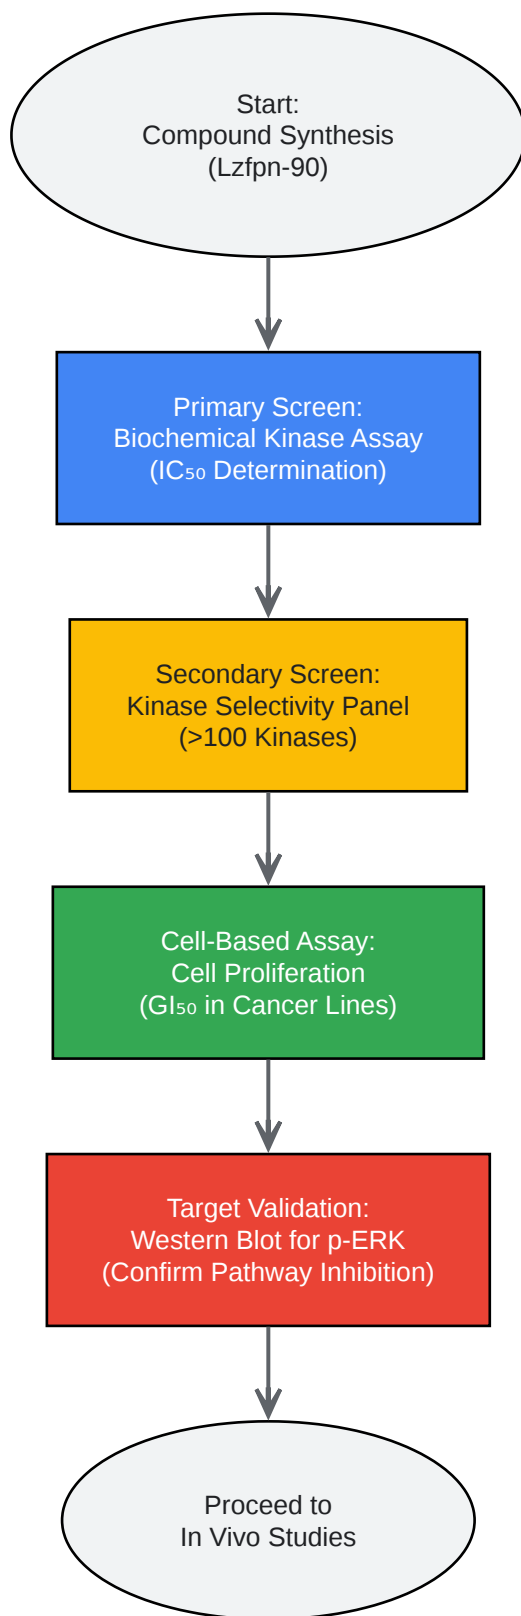 Start:
Compound Synthesis
(Lzfpn-90)
Primary Screen:
Biochemical Kinase Assay
(IC₅₀ Determination)
Secondary Screen:
Kinase Selectivity Panel
(>100 Kinases)
Cell-Based Assay:
Cell Proliferation
(GI₅₀ in Cancer Lines)
Target Validation:
Western Blot for p-ERK
(Confirm Pathway Inhibition)
Proceed to
In Vivo Studies